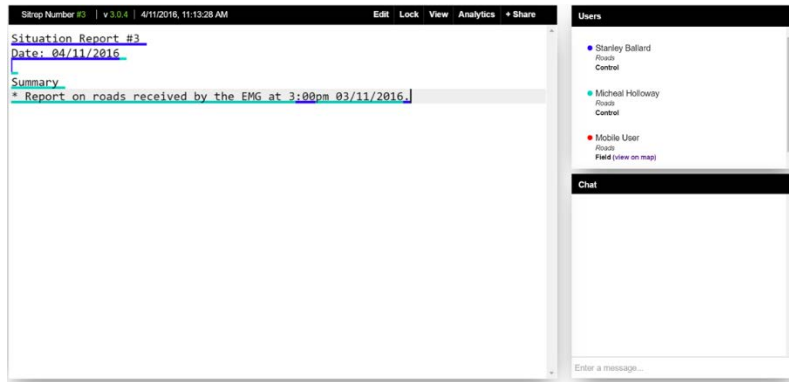 Sitrep Number #3 | v 3.0.4 | 4/11/2016, 11:13:28 AM Edit Lock View Analytics + Share
Situation Report #3
Date: 04/11/2016
Summary
* Report on roads received by the EMG at 3:00pm 03/11/2016.
Users
Stanley Ballard
Roads
Control
Micheal Holloway
Roads
Control
Mobile User
Roads
Field (view on map)
Chat
Enter a message...